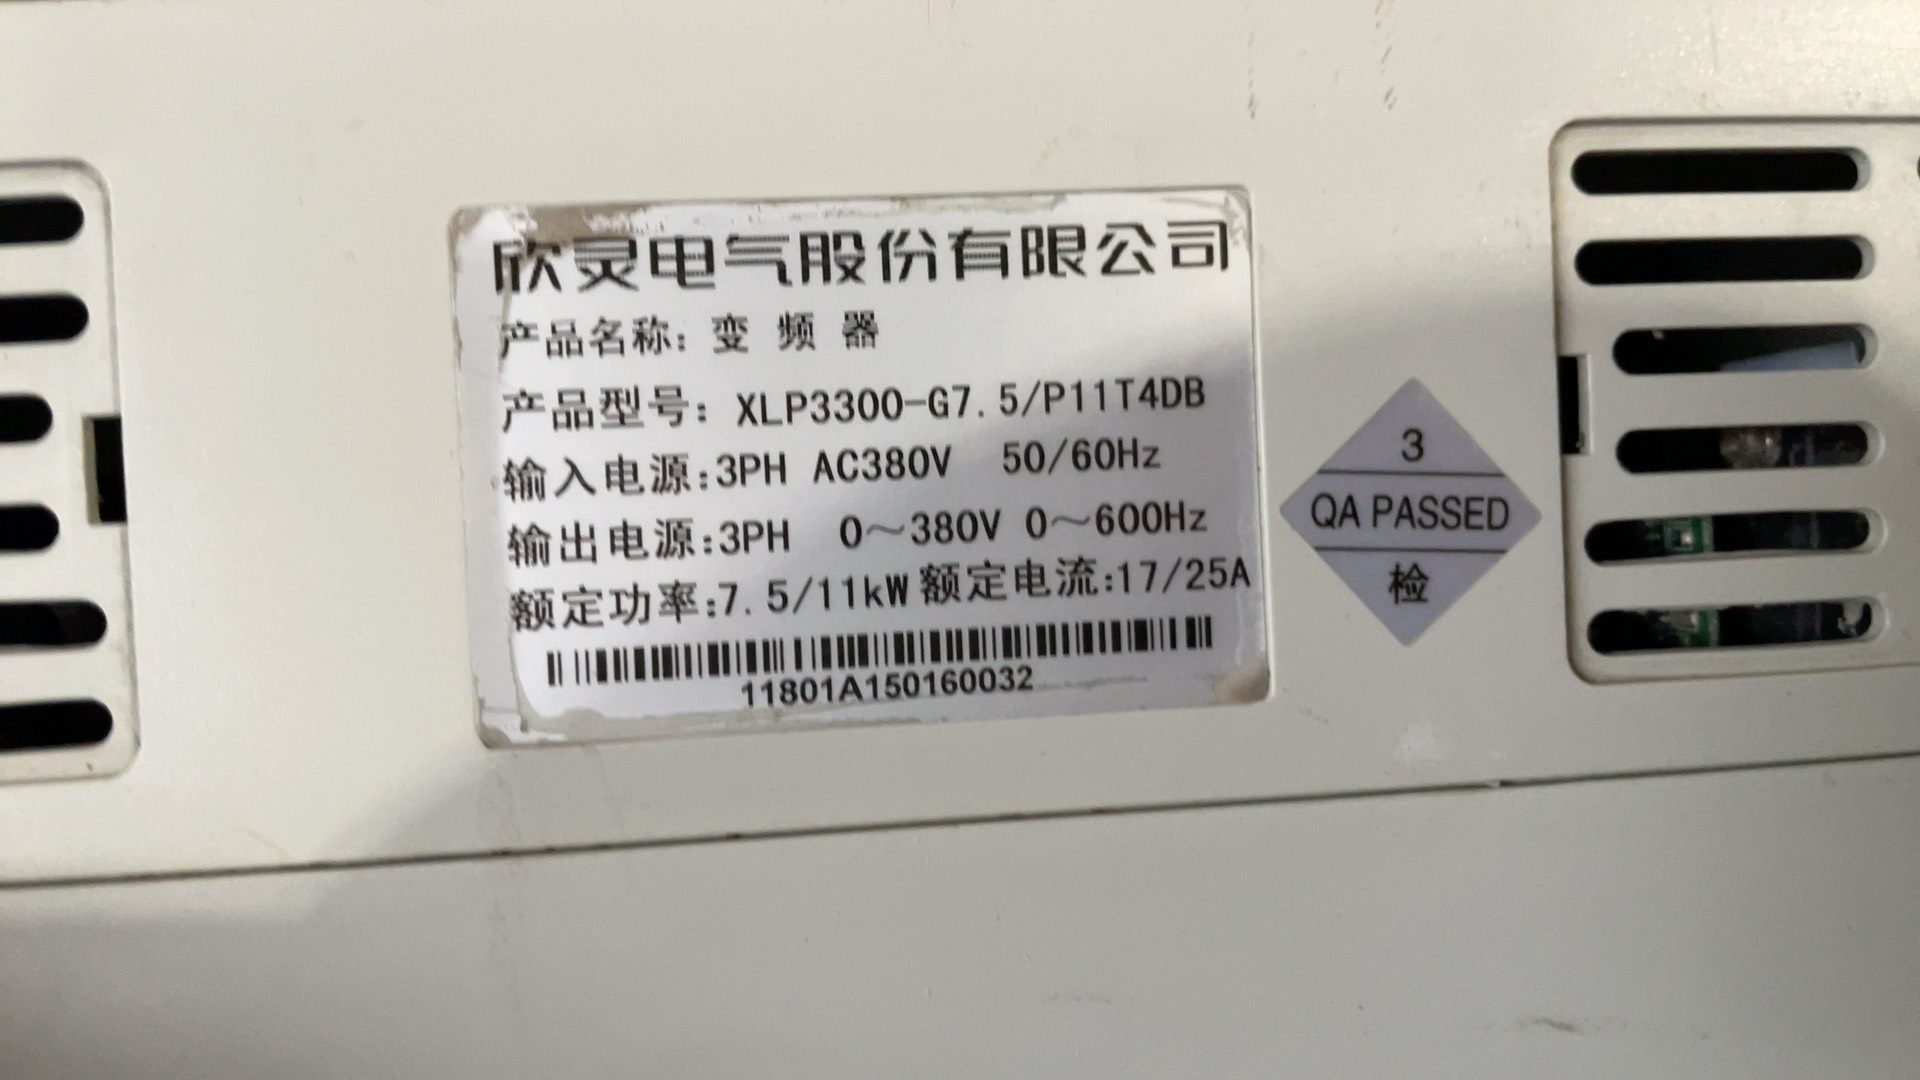 欣灵电气股份有限公司
产品名称: 变 频 器
产品型号: XLP3300-G7.5/P11T4DB
输入电源:3PH AC380V 50/60Hz
输出电源:3PH 0~380V 0~600Hz
额定功率:7.5/11kW 额定电流:17/25A
11801A150160032
3
QA PASSED
检